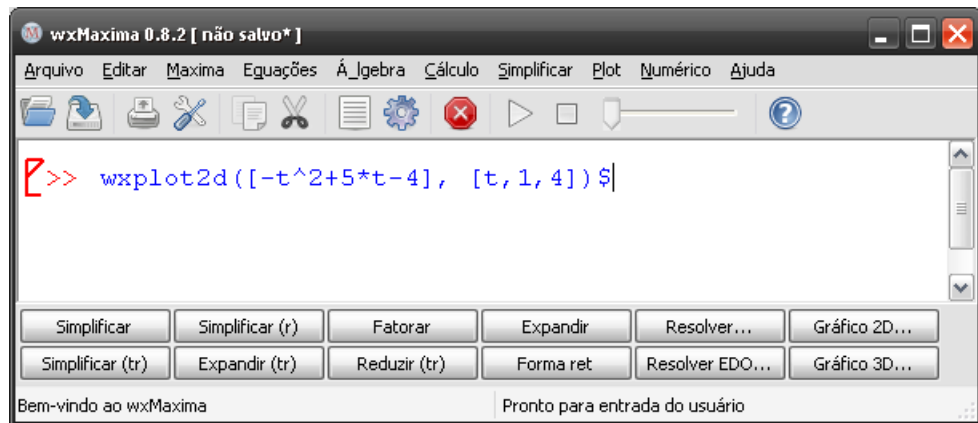 wxMaxima 0.8.2 [ não salvo* ]
Arquivo Editar Maxima Equações Á_lgebra Cálculo Simplificar Plot Numérico Ajuda
>> wxplot2d([-t^2+5*t-4], [t,1,4])$
Simplificar Simplificar (r) Fatorar Expandir Resolver... Gráfico 2D...
Simplificar (tr) Expandir (tr) Reduzir (tr) Forma ret Resolver EDO... Gráfico 3D...
Bem-vindo ao wxMaxima Pronto para entrada do usuário